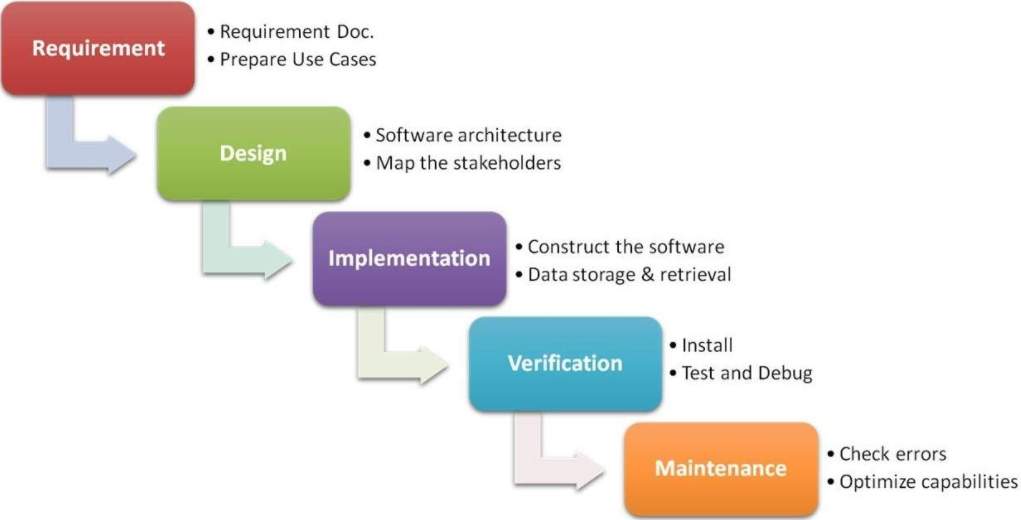 Requirement
• Requirement Doc.
• Prepare Use Cases
Design
• Software architecture
• Map the stakeholders
Implementation
• Construct the software
• Data storage & retrieval
Verification
• Install
• Test and Debug
Maintenance
• Check errors
• Optimize capabilities